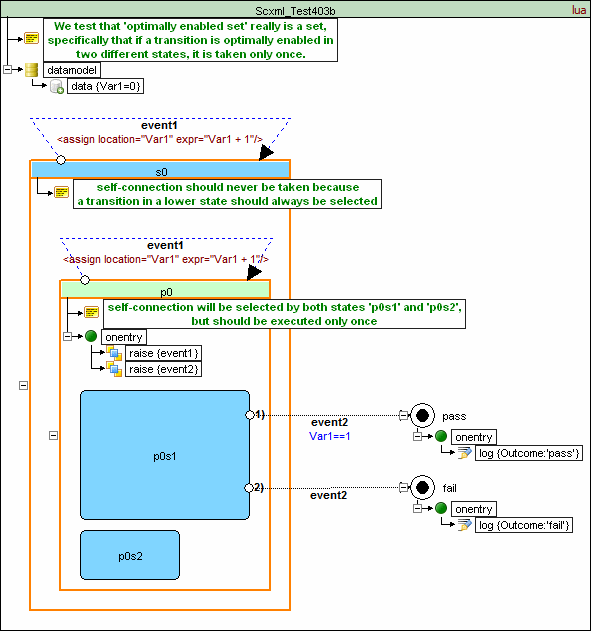 Scxml_Test403b
lua
We test that 'optimally enabled set' really is a set,
specifically that if a transition is optimally enabled in
two different states, it is taken only once.
datamodel
data {Var1=0}
event1
<assign location="Var1" expr="Var1 + 1"/>
s0
self-connection should never be taken because
a transition in a lower state should always be selected
event1
<assign location="Var1" expr="Var1 + 1"/>
p0
self-connection will be selected by both states 'p0s1' and 'p0s2',
but should be executed only once
onentry
raise {event1}
raise {event2}
p0s1
1)
event2
Var1==1
pass
onentry
log {Outcome:'pass'}
2)
event2
fail
onentry
log {Outcome:'fail'}
p0s2